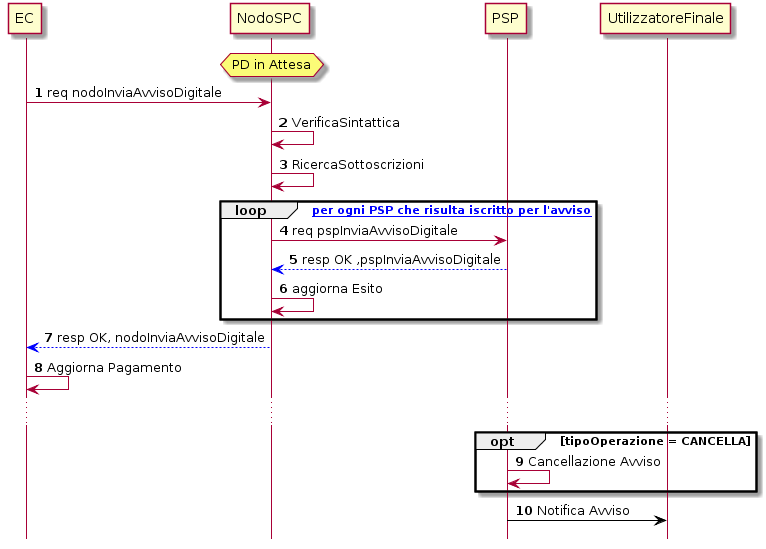 EC
NodoSPC
PSP
UtilizzatoreFinale
PD in Attesa
1 req nodoInviaAvvisoDigitale
2 VerificaSintattica
3 RicercaSottoscrizioni
loop
per ogni PSP che risulta iscritto per l'avviso
4 req pspInviaAvvisoDigitale
5 resp OK ,pspInviaAvvisoDigitale
6 aggiorna Esito
7 resp OK, nodoInviaAvvisoDigitale
8 Aggiorna Pagamento
opt
[tipoOperazione = CANCELLA]
9 Cancellazione Avviso
10 Notifica Avviso